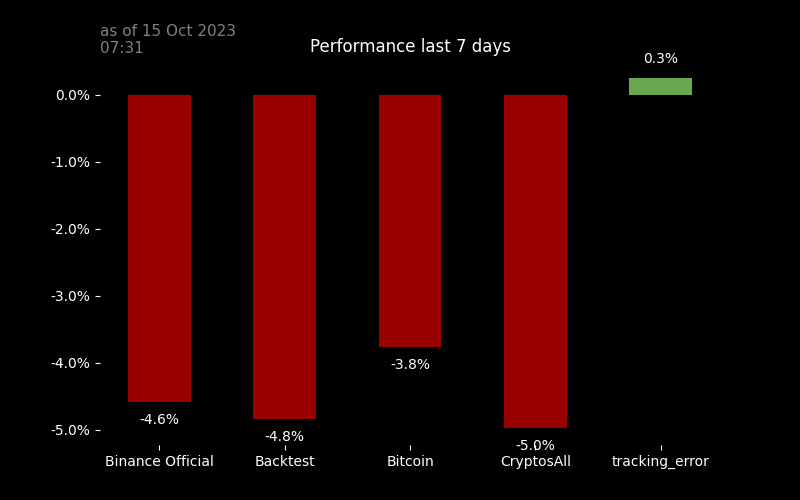 as of 15 Oct 2023
07:31
Performance last 7 days
0.3%
0.0%
-1.0%
-2.0%
-3.0%
-4.0%
-5.0%
-4.6%
-4.8%
-3.8%
-5.0%
Binance Official
Backtest
Bitcoin
CryptosAll
tracking_error